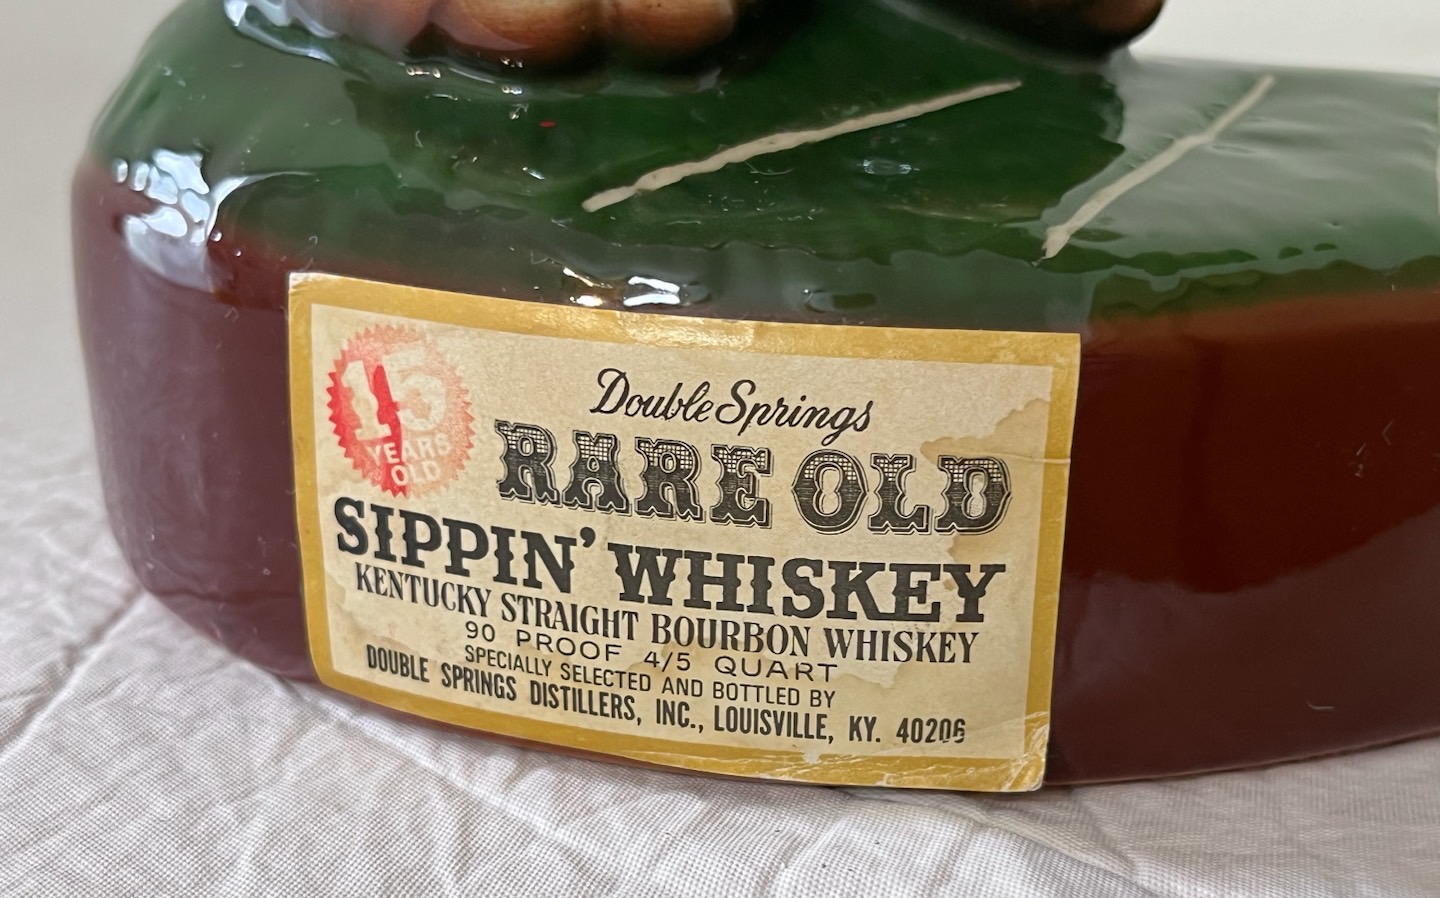 15
YEARS
OLD
Double Springs
RARE OLD
SIPPIN' WHISKEY
KENTUCKY STRAIGHT BOURBON WHISKEY
90 PROOF 4/5 QUART
SPECIALLY SELECTED AND BOTTLED BY
DOUBLE SPRINGS DISTILLERS, INC., LOUISVILLE, KY. 40206